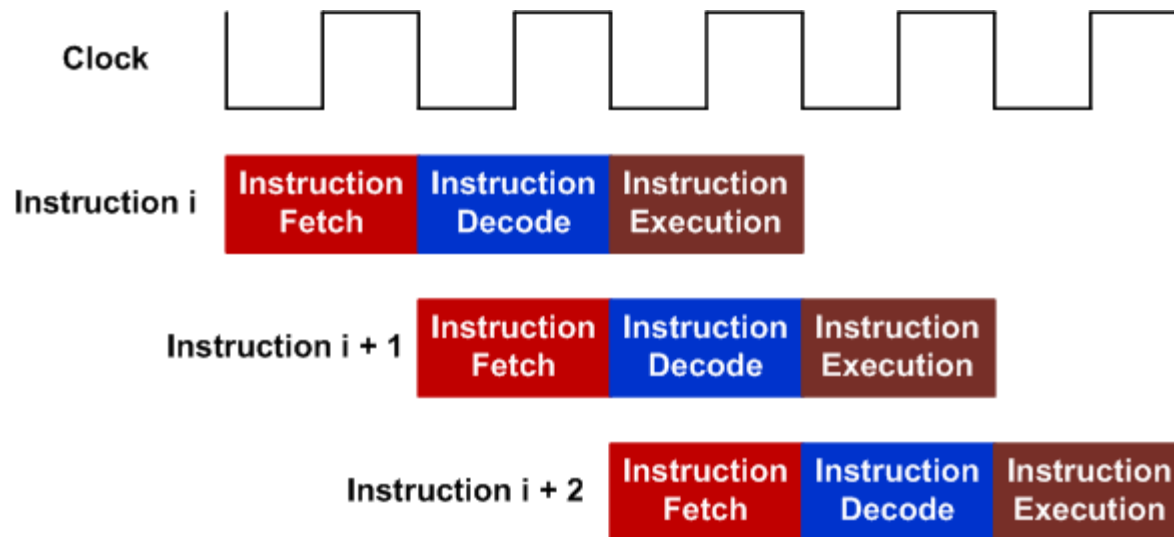 Clock
Instruction i
Instruction
Fetch
Instruction
Decode
Instruction
Execution
Instruction i + 1
Instruction
Fetch
Instruction
Decode
Instruction
Execution
Instruction i + 2
Instruction
Fetch
Instruction
Decode
Instruction
Execution